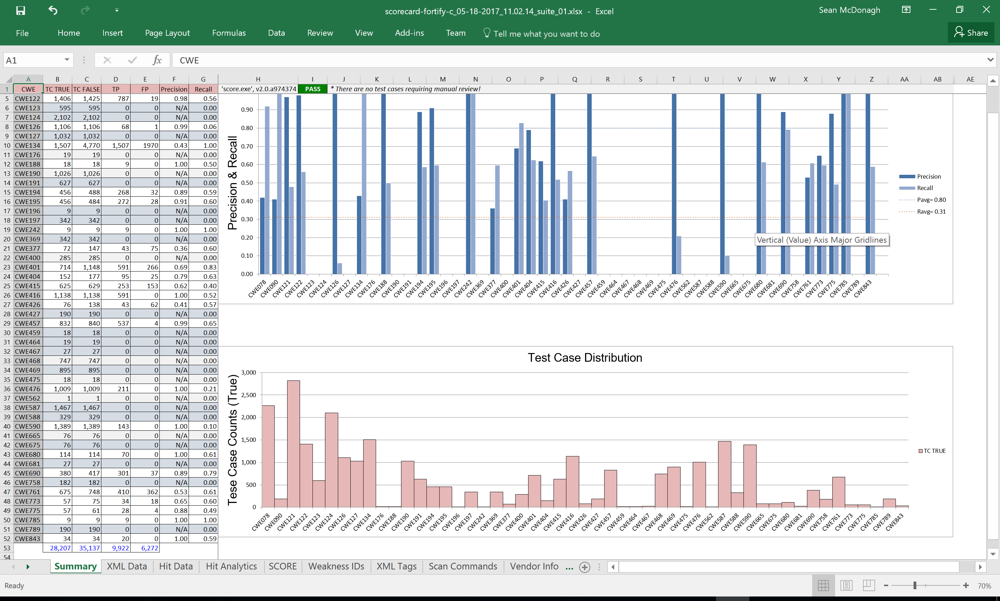 scorecard-fortify-c_05-18-2017_11.02.14_suite_01.xlsx - Excel
Sean McDonagh
File Home Insert Page Layout Formulas Data Review View Add-ins Team Tell me what you want to do Share
A1 fx CWE
A B C D E F G H I J K L M N O P Q R S T U V W X Y Z AA AB AE
1 CWE TC TRUE TC FALSE TP FP Precision Recall 'score.exe', v2.0.a974374 PASS * There are no test cases requiring manual review!
5 CWE122 1,406 1,425 787 19 0.98 0.56
6 CWE123 595 595 0 0 N/A 0.00
7 CWE124 2,102 2,102 0 0 N/A 0.00
8 CWE126 1,106 1,106 68 1 0.99 0.06
9 CWE127 1,032 1,032 0 0 N/A 0.00
10 CWE134 1,507 4,770 1,507 1970 0.43 1.00
11 CWE176 19 19 0 0 N/A 0.00
12 CWE188 18 18 9 0 1.00 0.50
13 CWE190 1,026 1,026 0 0 N/A 0.00
14 CWE191 627 627 0 0 N/A 0.00
15 CWE194 456 488 268 32 0.89 0.59
16 CWE195 456 484 272 28 0.91 0.60
17 CWE196 9 9 0 0 N/A 0.00
18 CWE197 342 342 0 0 N/A 0.00
19 CWE242 9 9 9 0 1.00 1.00
20 CWE369 342 342 0 0 N/A 0.00
21 CWE377 72 147 43 75 0.36 0.60
22 CWE400 285 285 0 0 N/A 0.00
23 CWE401 714 1,148 591 266 0.69 0.83
24 CWE404 152 177 95 25 0.79 0.63
25 CWE415 625 629 253 153 0.62 0.40
26 CWE416 1,138 1,138 591 0 1.00 0.52
27 CWE426 76 138 43 62 0.41 0.57
28 CWE427 190 190 0 0 N/A 0.00
29 CWE457 832 840 537 4 0.99 0.65
30 CWE459 18 18 0 0 N/A 0.00
31 CWE464 19 19 0 0 N/A 0.00
32 CWE467 27 27 0 0 N/A 0.00
33 CWE468 747 747 0 0 N/A 0.00
34 CWE469 895 895 0 0 N/A 0.00
35 CWE475 18 18 0 0 N/A 0.00
36 CWE476 1,009 1,009 211 0 1.00 0.21
37 CWE562 1 1 0 0 N/A 0.00
38 CWE587 1,467 1,467 0 0 N/A 0.00
39 CWE588 329 329 0 0 N/A 0.00
40 CWE590 1,389 1,389 143 0 1.00 0.10
41 CWE665 76 76 0 0 N/A 0.00
42 CWE675 76 76 0 0 N/A 0.00
43 CWE680 114 114 70 0 1.00 0.61
44 CWE681 27 27 0 0 N/A 0.00
45 CWE690 380 417 301 37 0.89 0.79
46 CWE758 182 182 0 0 N/A 0.00
47 CWE761 675 748 410 362 0.53 0.61
48 CWE773 57 75 34 18 0.65 0.60
49 CWE775 57 61 28 4 0.88 0.49
50 CWE785 9 9 9 0 1.00 1.00
51 CWE789 190 190 0 0 N/A 0.00
52 CWE843 34 34 20 0 1.00 0.59
53 28,207 35,137 9,922 6,272
54
Precision & Recall
0.90
0.80
0.70
0.60
0.50
0.40
0.30
0.20
0.10
0.00
CWE078 CWE090 CWE121 CWE122 CWE123 CWE124 CWE126 CWE127 CWE134 CWE176 CWE188 CWE190 CWE191 CWE194 CWE195 CWE196 CWE197 CWE242 CWE369 CWE377 CWE400 CWE401 CWE404 CWE415 CWE416 CWE426 CWE427 CWE457 CWE459 CWE464 CWE467 CWE468 CWE469 CWE475 CWE476 CWE562 CWE587 CWE588 CWE590 CWE665 CWE675 CWE680 CWE681 CWE690 CWE758 CWE761 CWE773 CWE775 CWE785 CWE789 CWE843
Precision
Recall
Pavg= 0.80
Ravg= 0.31
Vertical (Value) Axis Major Gridlines
Test Case Distribution
Tese Case Counts (True)
3,000
2,500
2,000
1,500
1,000
500
0
CWE078 CWE090 CWE121 CWE122 CWE123 CWE124 CWE126 CWE127 CWE134 CWE176 CWE188 CWE190 CWE191 CWE194 CWE195 CWE196 CWE197 CWE242 CWE369 CWE377 CWE400 CWE401 CWE404 CWE415 CWE416 CWE426 CWE427 CWE457 CWE459 CWE464 CWE467 CWE468 CWE469 CWE475 CWE476 CWE562 CWE587 CWE588 CWE590 CWE665 CWE675 CWE680 CWE681 CWE690 CWE758 CWE761 CWE773 CWE775 CWE785 CWE789 CWE843
TC TRUE
Summary XML Data Hit Data Hit Analytics SCORE Weakness IDs XML Tags Scan Commands Vendor Info ...
Ready
70%